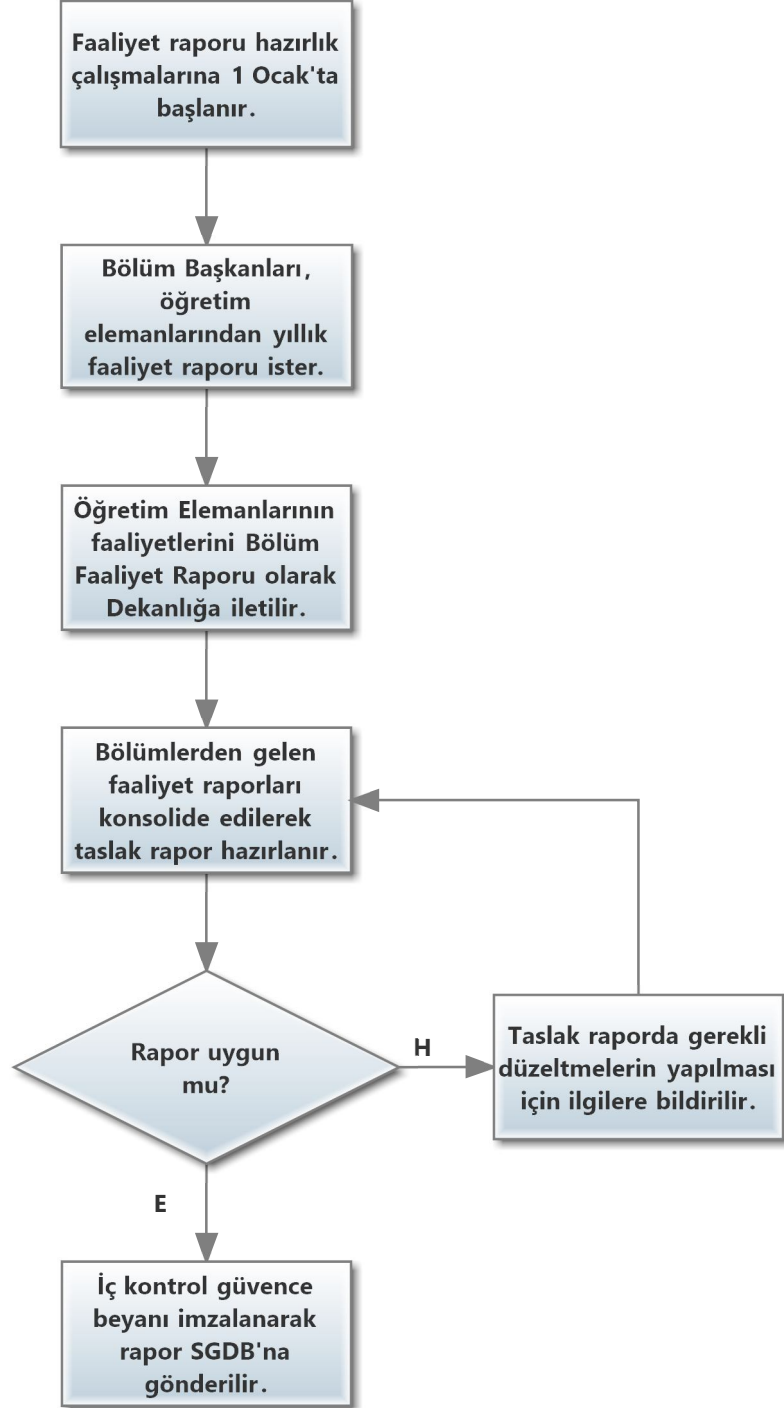 Faaliyet raporu hazırlık
çalışmalarına 1 Ocak'ta
başlanır.
Bölüm Başkanları,
öğretim
elemanlarından yıllık
faaliyet raporu ister.
Öğretim Elemanlarının
faaliyetlerini Bölüm
Faaliyet Raporu olarak
Dekanlığa iletilir.
Bölümlerden gelen
faaliyet raporları
konsolide edilerek
taslak rapor hazırlanır.
Rapor uygun
mu?
H
Taslak raporda gerekli
düzeltmelerin yapılması
için ilgilere bildirilir.
E
İç kontrol güvence
beyanı imzalanarak
rapor SGDB'na
gönderilir.